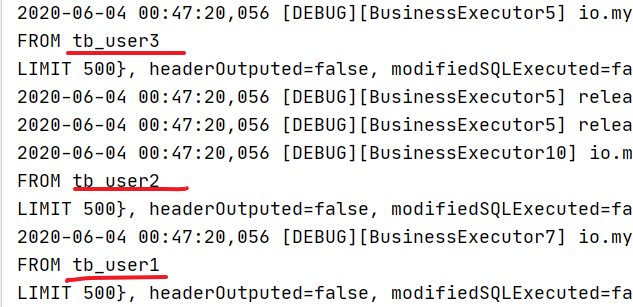 2020-06-04 00:47:20,056 [DEBUG][BusinessExecutor5] io.my
FROM tb_user3
LIMIT 500}, headerOutputed=false, modifiedSQLExecuted=fa
2020-06-04 00:47:20,056 [DEBUG][BusinessExecutor5] relea
2020-06-04 00:47:20,056 [DEBUG][BusinessExecutor5] relea
2020-06-04 00:47:20,056 [DEBUG][BusinessExecutor10] io.m
FROM tb_user2
LIMIT 500}, headerOutputed=false, modifiedSQLExecuted=fa
2020-06-04 00:47:20,056 [DEBUG][BusinessExecutor7] io.my
FROM tb_user1
LIMIT 500}, headerOutputed=false, modifiedSQLExecuted=fa